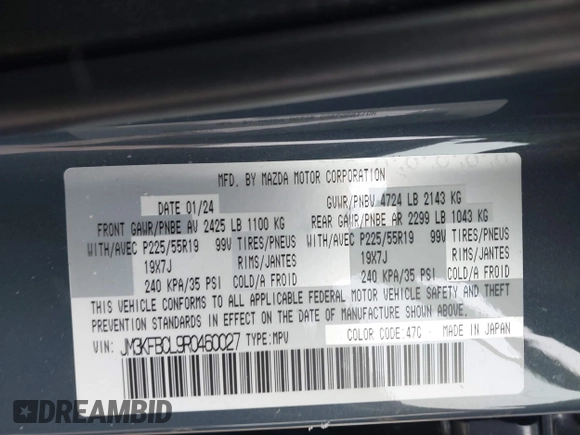 MFD. BY MAZDA MOTOR CORPORATION
DATE 01/24
GVWR/PNBV 4724 LB 2143 KG
FRONT GAWR/PNBE AV 2425 LB 1100 KG
REAR GAWR/PNBE AR 2299 LB 1043 KG
WITH/AVEC P225/55R19 99V TIRES/PNEUS
WITH/AVEC P225/55R19 99V TIRES/PNEUS
19X7J RIMS/JANTES
19X7J RIMS/JANTES
240 KPA/35 PSI COLD/A FROID
240 KPA/35 PSI COLD/A FROID
THIS VEHICLE CONFORMS TO ALL APPLICABLE FEDERAL MOTOR VEHICLE SAFETY AND THEFT
PREVENTION STANDARDS IN EFFECT ON THE DATE OF MANUFACTURE SHOWN ABOVE.
VIN: JM3KFBCL9R0460027 TYPE:MPV
COLOR CODE:47C MADE IN JAPAN
DREAMBID